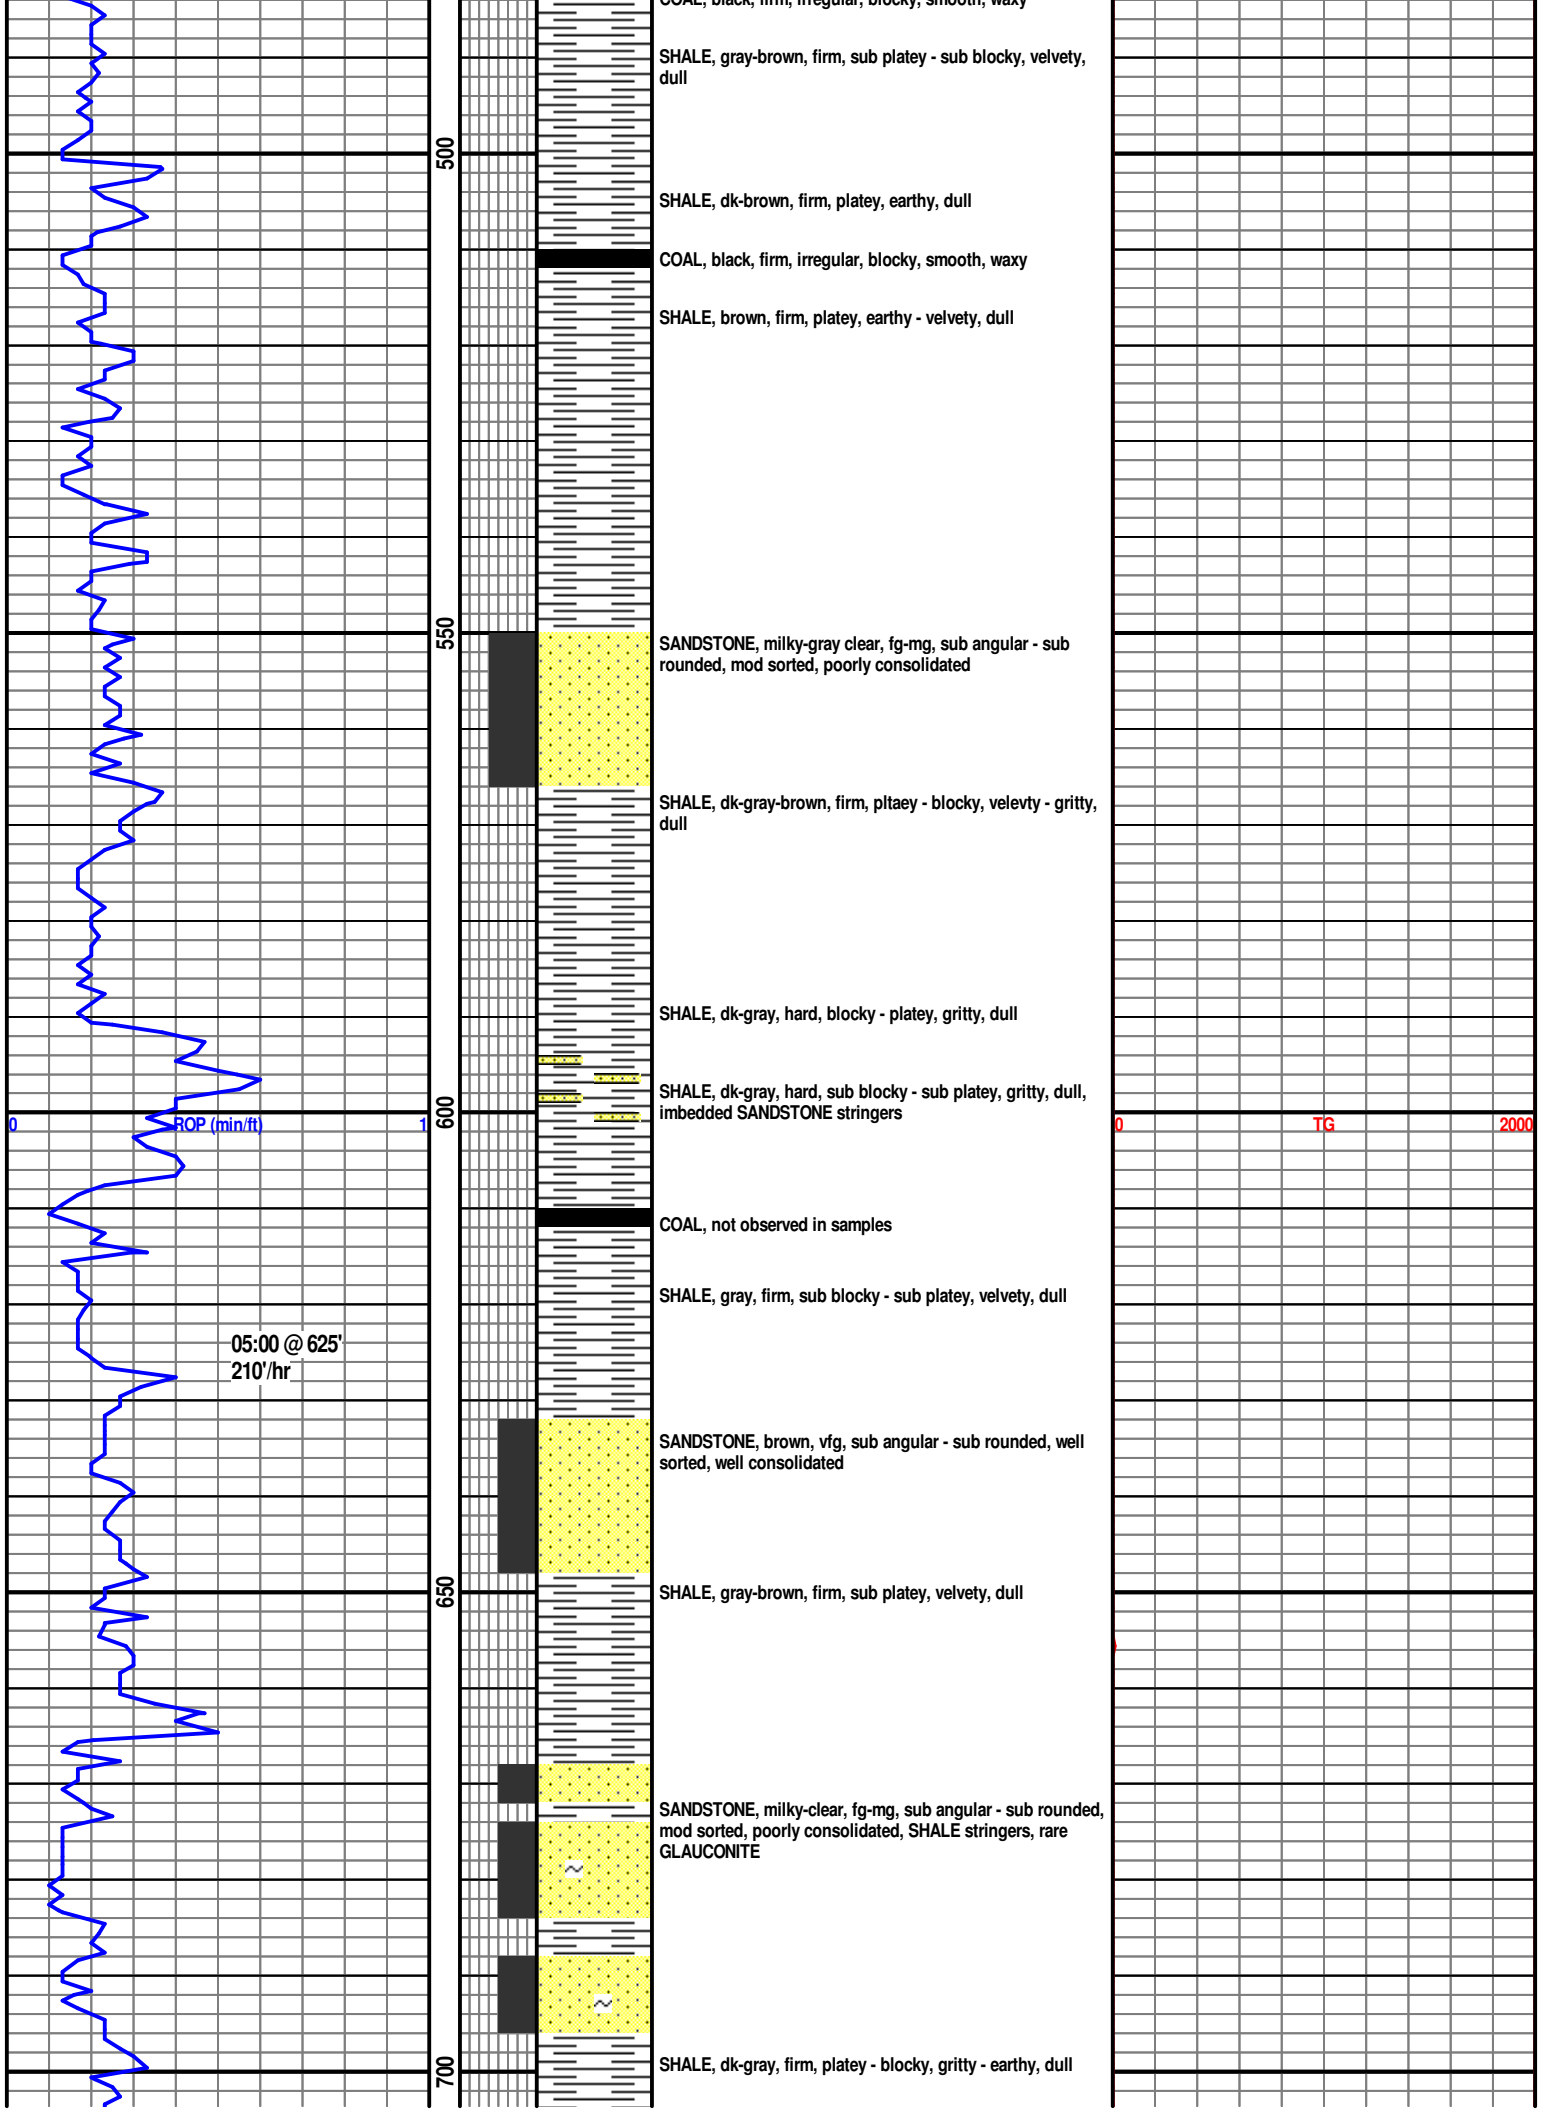 COAL, black, firm, irregular, blocky, smooth, waxy
SHALE, gray-brown, firm, sub platey - sub blocky, velvety,
dull
500
SHALE, dk-brown, firm, platey, earthy, dull
COAL, black, firm, irregular, blocky, smooth, waxy
SHALE, brown, firm, platey, earthy - velvety, dull
550
SANDSTONE, milky-gray clear, fg-mg, sub angular - sub
rounded, mod sorted, poorly consolidated
SHALE, dk-gray-brown, firm, pltaey - blocky, velevty - gritty,
dull
SHALE, dk-gray, hard, blocky - platey, gritty, dull
SHALE, dk-gray, hard, sub blocky - sub platey, gritty, dull,
imbedded SANDSTONE stringers
0 ROP (min/ft) 1
600
0 TG 2000
COAL, not observed in samples
SHALE, gray, firm, sub blocky - sub platey, velvety, dull
05:00 @ 625'
210'/hr
SANDSTONE, brown, vfg, sub angular - sub rounded, well
sorted, well consolidated
650
SHALE, gray-brown, firm, sub platey, velvety, dull
SANDSTONE, milky-clear, fg-mg, sub angular - sub rounded,
mod sorted, poorly consolidated, SHALE stringers, rare
GLAUCONITE
700
SHALE, dk-gray, firm, platey - blocky, gritty - earthy, dull